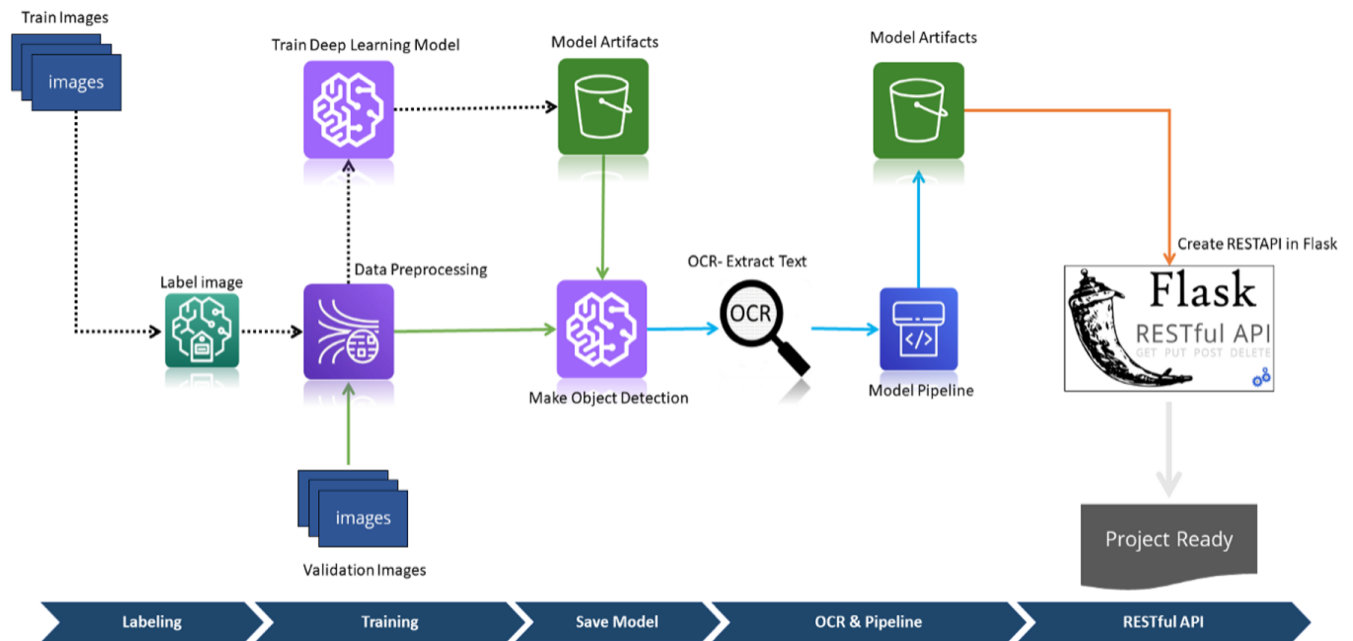 Train Images
images
Train Deep Learning Model
Model Artifacts
Model Artifacts
Label image
Data Preprocessing
OCR- Extract Text
OCR
Make Object Detection
</>
Model Pipeline
Create RESTAPI in Flask
Flask
RESTful API
GET PUT POST DELETE
images
Validation Images
Project Ready
Labeling
Training
Save Model
OCR & Pipeline
RESTful API